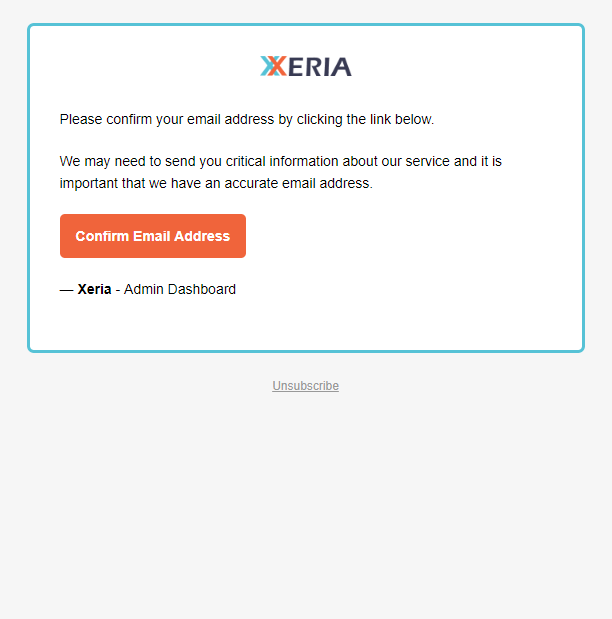 XERIA
Please confirm your email address by clicking the link below.
We may need to send you critical information about our service and it is
important that we have an accurate email address.
Confirm Email Address
— Xeria - Admin Dashboard
Unsubscribe